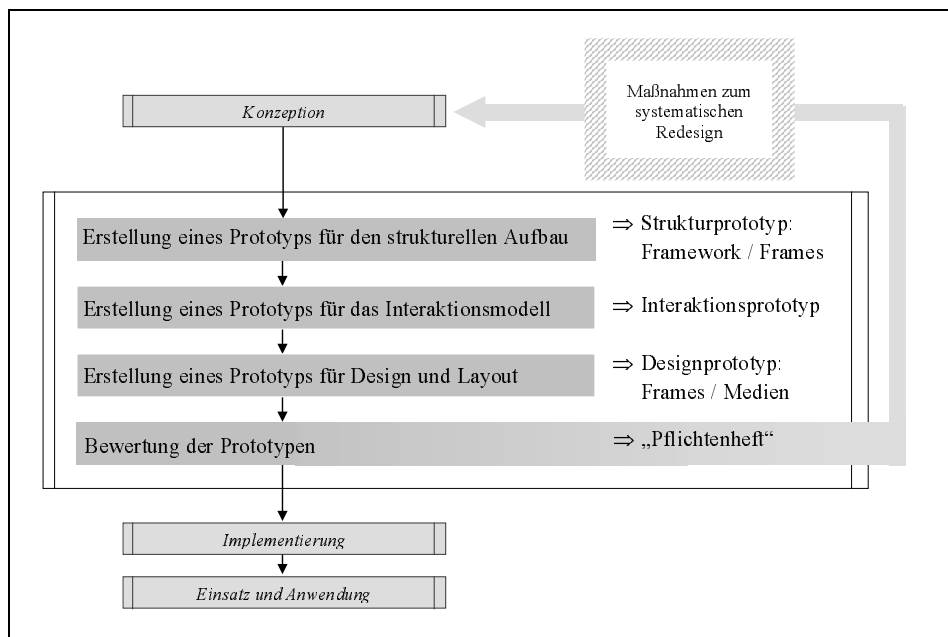 Maßnahmen zum
systematischen
Redesign
Konzeption
Erstellung eines Prototyps für den strukturellen Aufbau
⇒ Strukturprototyp:
Framework / Frames
Erstellung eines Prototyps für das Interaktionsmodell
⇒ Interaktionsprototyp
Erstellung eines Prototyps für Design und Layout
⇒ Designprototyp:
Frames / Medien
Bewertung der Prototypen
⇒ „Pflichtenheft“
Implementierung
Einsatz und Anwendung